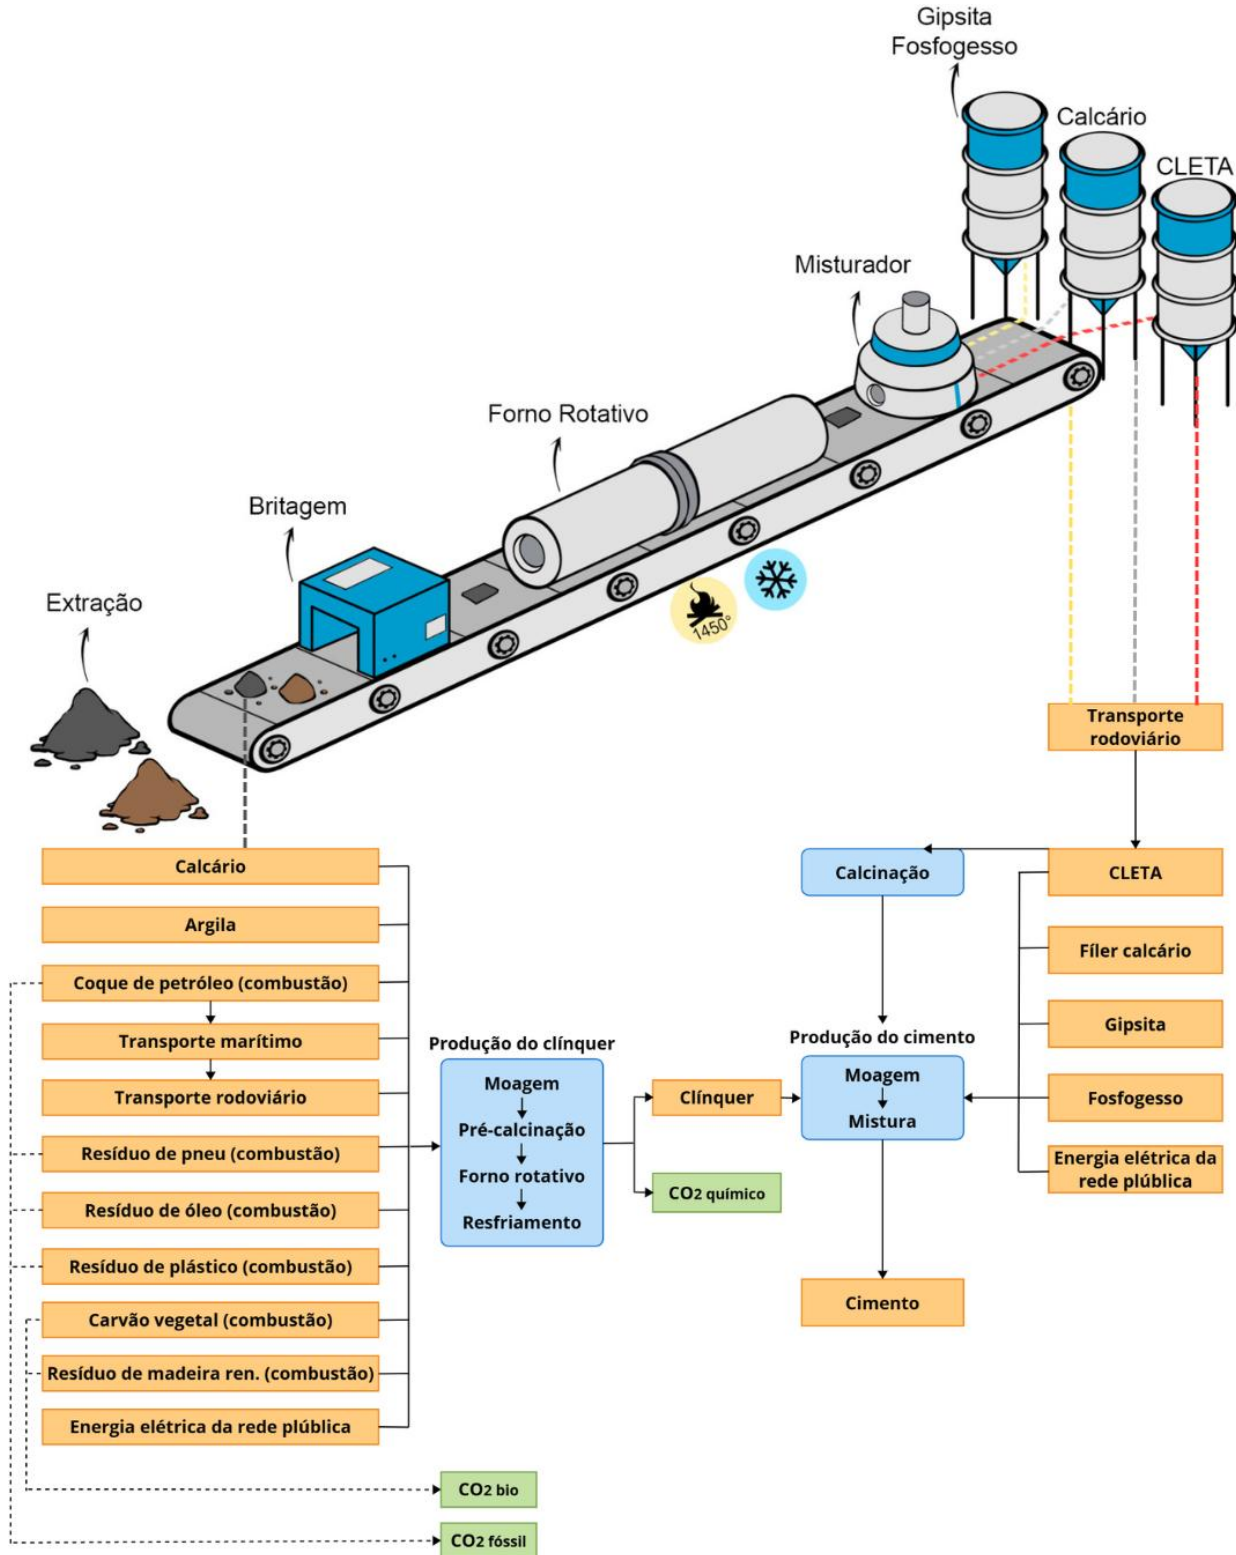 Gipsita
Fosfogesso
Calcário
CLETA
Misturador
Forno Rotativo
Britagem
Extração
1450°
Transporte
rodoviário
Calcário
Argila
Coque de petróleo (combustão)
Transporte marítimo
Transporte rodoviário
Resíduo de pneu (combustão)
Resíduo de óleo (combustão)
Resíduo de plástico (combustão)
Carvão vegetal (combustão)
Resíduo de madeira ren. (combustão)
Energia elétrica da rede plública
Produção do clínquer
Moagem
Pré-calcinação
Forno rotativo
Resfriamento
Clínquer
CO2 químico
Calcinação
Produção do cimento
Moagem
Mistura
Cimento
CLETA
Fíler calcário
Gipsita
Fosfogesso
Energia elétrica da
rede plública
CO2 bio
CO2 fóssil